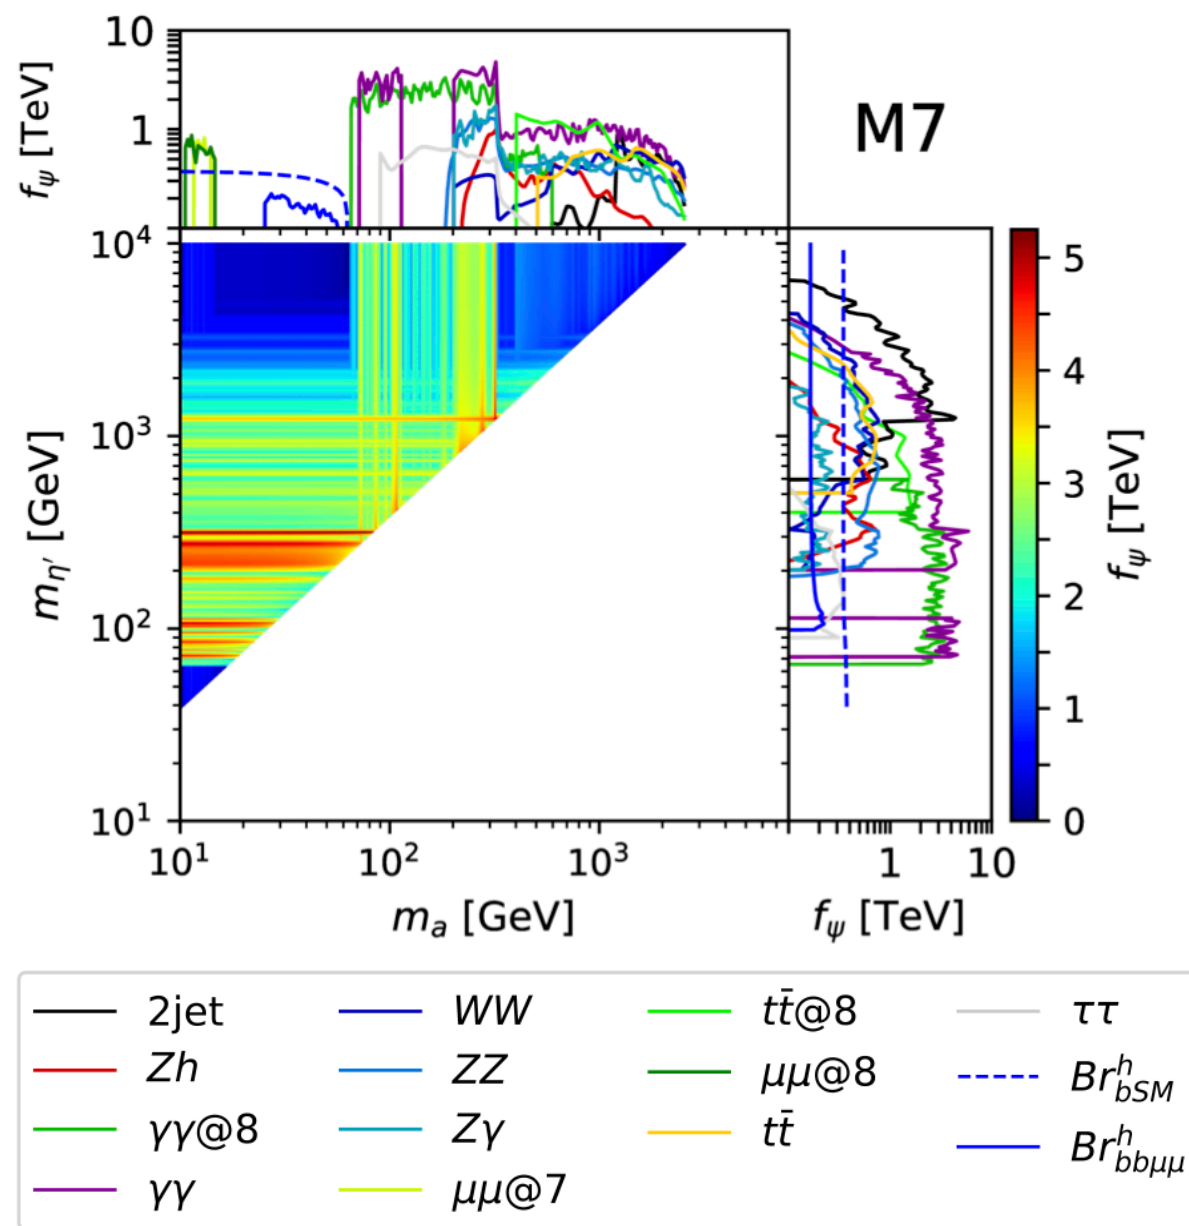 10
1
f_ψ [TeV]
M7
10^4
10^3
10^2
10^1
m_η′ [GeV]
10^1 10^2 10^3
m_a [GeV]
1 10
f_ψ [TeV]
5
4
3
2
1
0
f_ψ [TeV]
2jet WW tt̄@8 ττ
Zh ZZ μμ@8 Br^h_bSM
γγ@8 Zγ tt̄ Br^h_bbμμ
γγ μμ@7